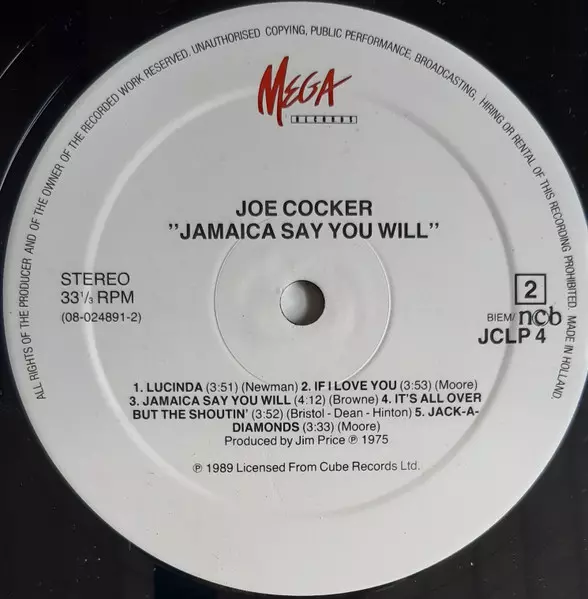 ALL RIGHTS OF THE PRODUCER AND OF THE OWNER OF THE RECORDED WORK RESERVED. UNAUTHORISED COPYING, PUBLIC PERFORMANCE, BROADCASTING, HIRING OR RENTAL OF THIS RECORDING PROHIBITED. MADE IN HOLLAND.
MEGA
RECORDS
JOE COCKER
"JAMAICA SAY YOU WILL"
STEREO
33 1/3 RPM
(08-024891-2)
2
BIEM/ncb
JCLP 4
1. LUCINDA (3:51) (Newman) 2. IF I LOVE YOU (3:53) (Moore)
3. JAMAICA SAY YOU WILL (4:12) (Browne) 4. IT'S ALL OVER
BUT THE SHOUTIN' (3:52) (Bristol - Dean - Hinton) 5. JACK-A-
DIAMONDS (3:33) (Moore)
Produced by Jim Price ℗ 1975
℗ 1989 Licensed From Cube Records Ltd.